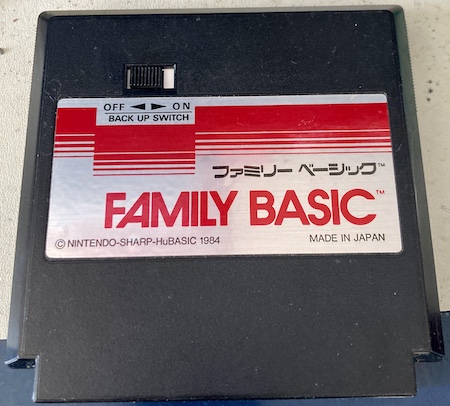 OFF ◀▶ ON
BACK UP SWITCH
ファミリー ベーシック™
FAMILY BASIC™
© NINTENDO-SHARP-HuBASIC 1984 MADE IN JAPAN